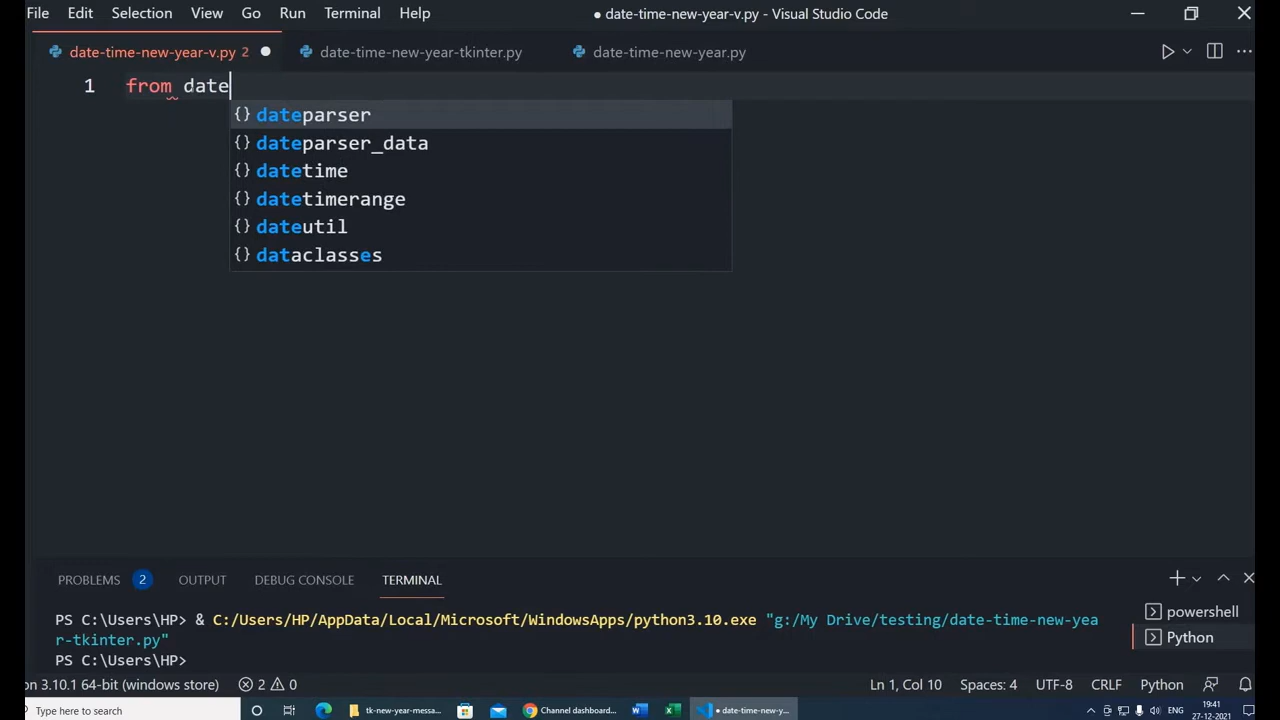 File Edit Selection View Go Run Terminal Help ● date-time-new-year-v.py - Visual Studio Code
date-time-new-year-v.py 2 date-time-new-year-tkinter.py date-time-new-year.py
1 from date
dateparser
dateparser_data
datetime
datetimerange
dateutil
dataclasses
PROBLEMS 2 OUTPUT DEBUG CONSOLE TERMINAL
PS C:\Users\HP> & C:/Users/HP/AppData/Local/Microsoft/WindowsApps/python3.10.exe "g:/My Drive/testing/date-time-new-yea
r-tkinter.py"
PS C:\Users\HP>
powershell
Python
on 3.10.1 64-bit (windows store) 2 0 Ln 1, Col 10 Spaces: 4 UTF-8 CRLF Python
Type here to search tk-new-year-messa... Channel dashboard... ● date-time-new-y... ENG 19:41
27-12-2021